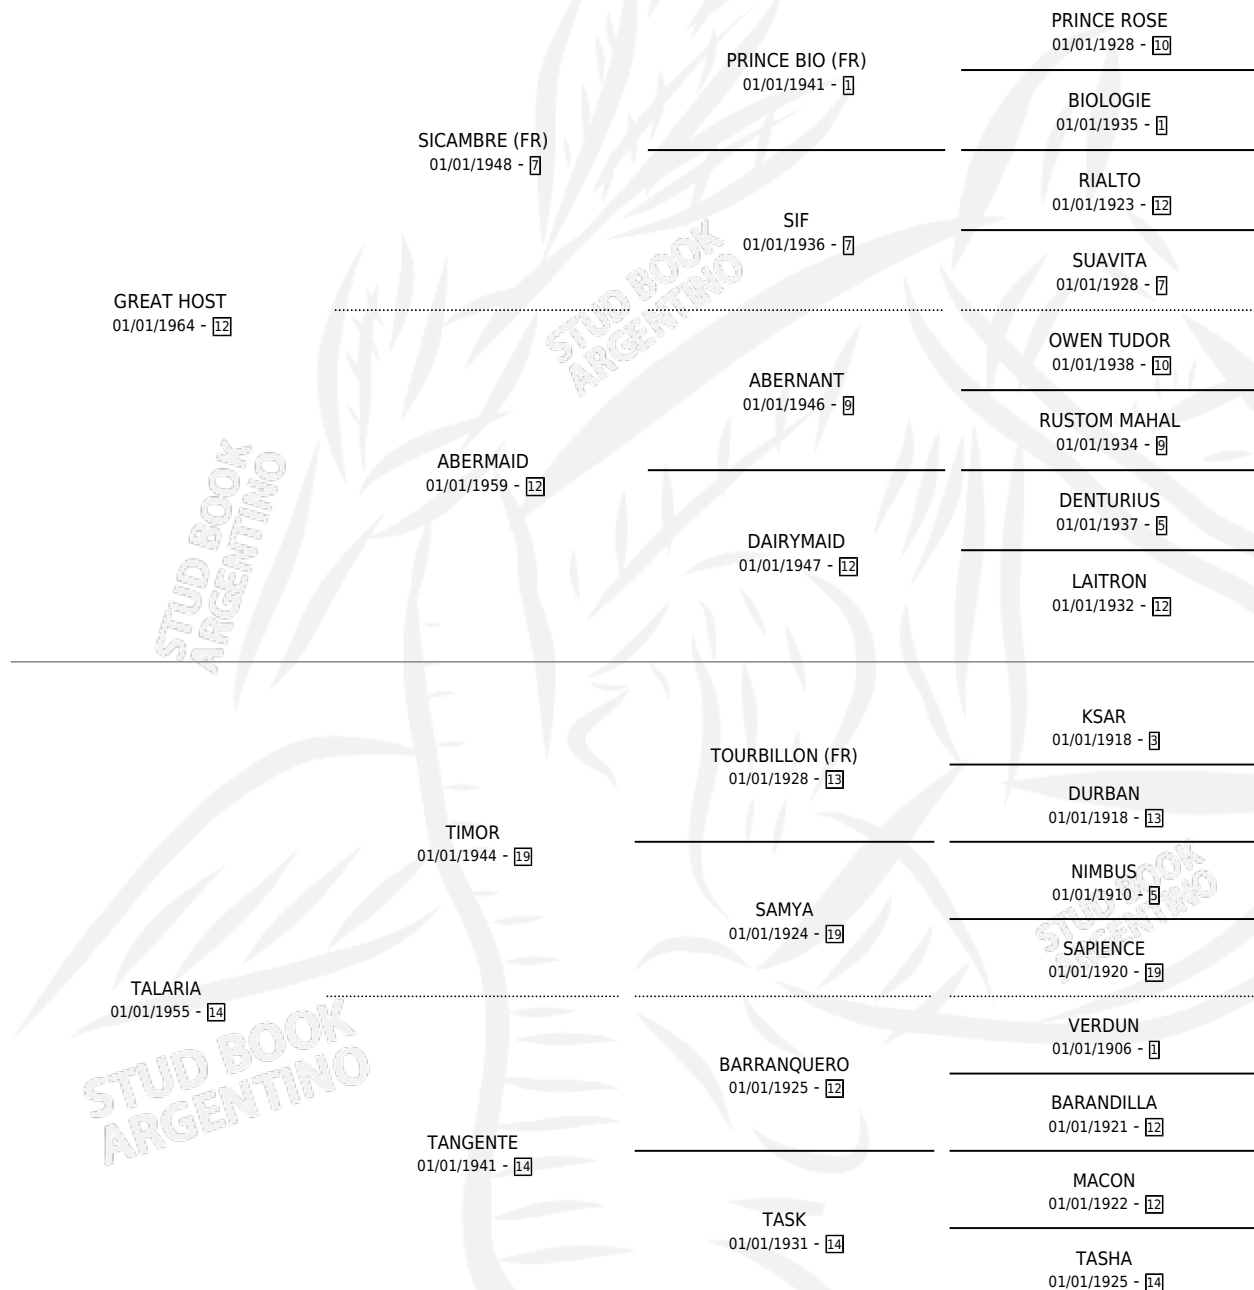 PRINCE ROSE
01/01/1928 - 10
PRINCE BIO (FR)
01/01/1941 - 1
BIOLOGIE
01/01/1935 - 1
SICAMBRE (FR)
01/01/1948 - 7
RIALTO
01/01/1923 - 12
SIF
01/01/1936 - 7
SUAVITA
01/01/1928 - 7
GREAT HOST
01/01/1964 - 12
OWEN TUDOR
01/01/1938 - 10
ABERNANT
01/01/1946 - 9
RUSTOM MAHAL
01/01/1934 - 9
ABERMAID
01/01/1959 - 12
DENTURIUS
01/01/1937 - 5
DAIRYMAID
01/01/1947 - 12
LAITRON
01/01/1932 - 12
KSAR
01/01/1918 - 3
TOURBILLON (FR)
01/01/1928 - 13
DURBAN
01/01/1918 - 13
TIMOR
01/01/1944 - 19
NIMBUS
01/01/1910 - 5
SAMYA
01/01/1924 - 19
SAPIENCE
01/01/1920 - 19
TALARIA
01/01/1955 - 14
VERDUN
01/01/1906 - 1
BARRANQUERO
01/01/1925 - 12
BARANDILLA
01/01/1921 - 12
TANGENTE
01/01/1941 - 14
MACON
01/01/1922 - 12
TASK
01/01/1931 - 14
TASHA
01/01/1925 - 14
STUD BOOK
ARGENTINO
STUD BOOK
ARGENTINO
STUD BOOK
ARGENTINO
STUD BOOK
ARGENTINO